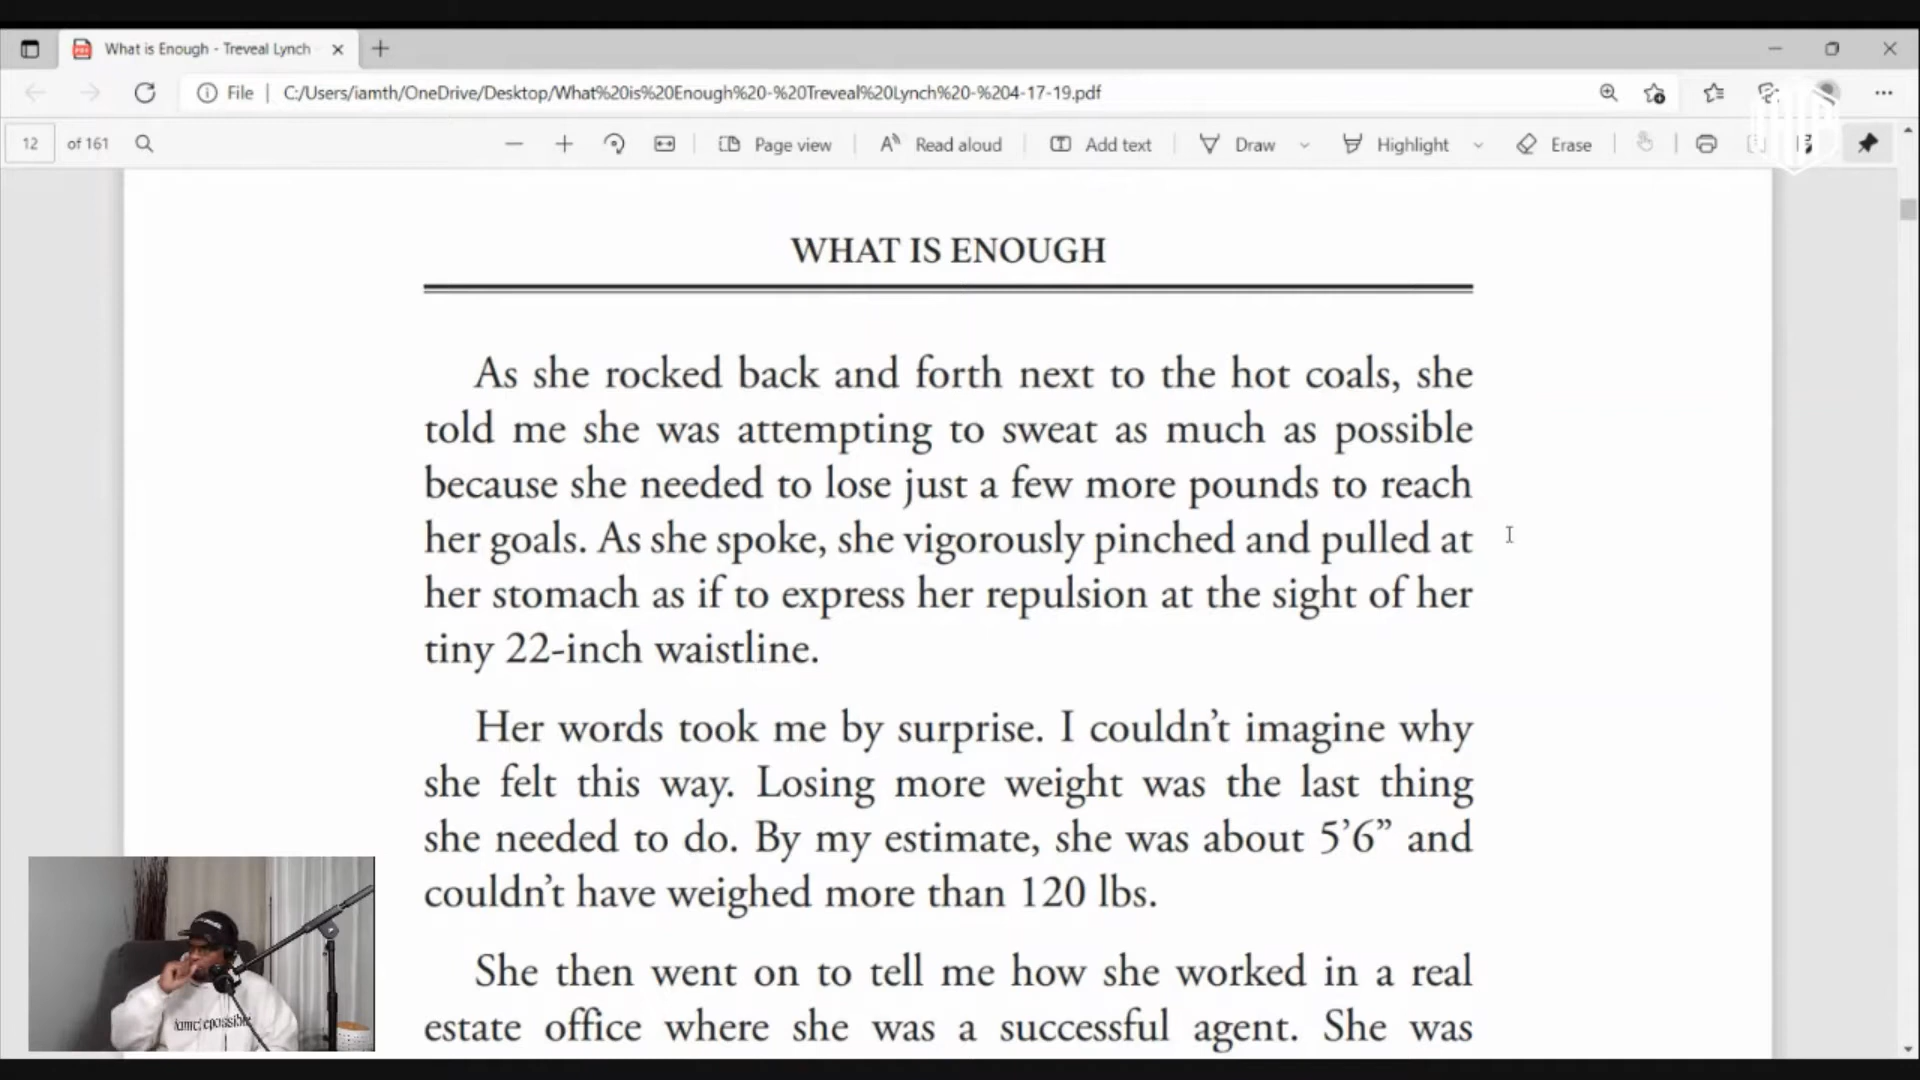 What is Enough - Treveal Lynch
File
C:/Users/iamth/OneDrive/Desktop/What%20is%20Enough%20-%20Treveal%20Lynch%20-%204-17-19.pdf
12 of 161
Page view
Read aloud
Add text
Draw
Highlight
Erase
WHAT IS ENOUGH
As she rocked back and forth next to the hot coals, she
told me she was attempting to sweat as much as possible
because she needed to lose just a few more pounds to reach
her goals. As she spoke, she vigorously pinched and pulled at
her stomach as if to express her repulsion at the sight of her
tiny 22-inch waistline.
Her words took me by surprise. I couldn’t imagine why
she felt this way. Losing more weight was the last thing
she needed to do. By my estimate, she was about 5’6” and
couldn’t have weighed more than 120 lbs.
She then went on to tell me how she worked in a real
estate office where she was a successful agent. She was